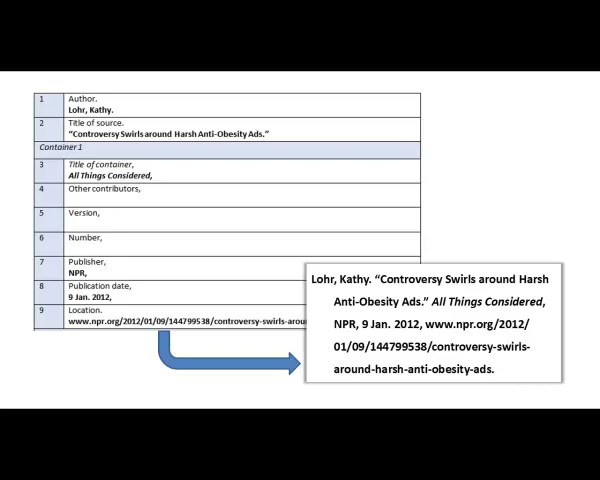 1 Author.
Lohr, Kathy.
2 Title of source.
“Controversy Swirls around Harsh Anti-Obesity Ads.”
Container 1
3 Title of container,
All Things Considered,
4 Other contributors,
5 Version,
6 Number,
7 Publisher,
NPR,
8 Publication date,
9 Jan. 2012,
9 Location.
www.npr.org/2012/01/09/144799538/controversy-swirls-arou
Lohr, Kathy. “Controversy Swirls around Harsh
Anti-Obesity Ads.” All Things Considered,
NPR, 9 Jan. 2012, www.npr.org/2012/
01/09/144799538/controversy-swirls-
around-harsh-anti-obesity-ads.